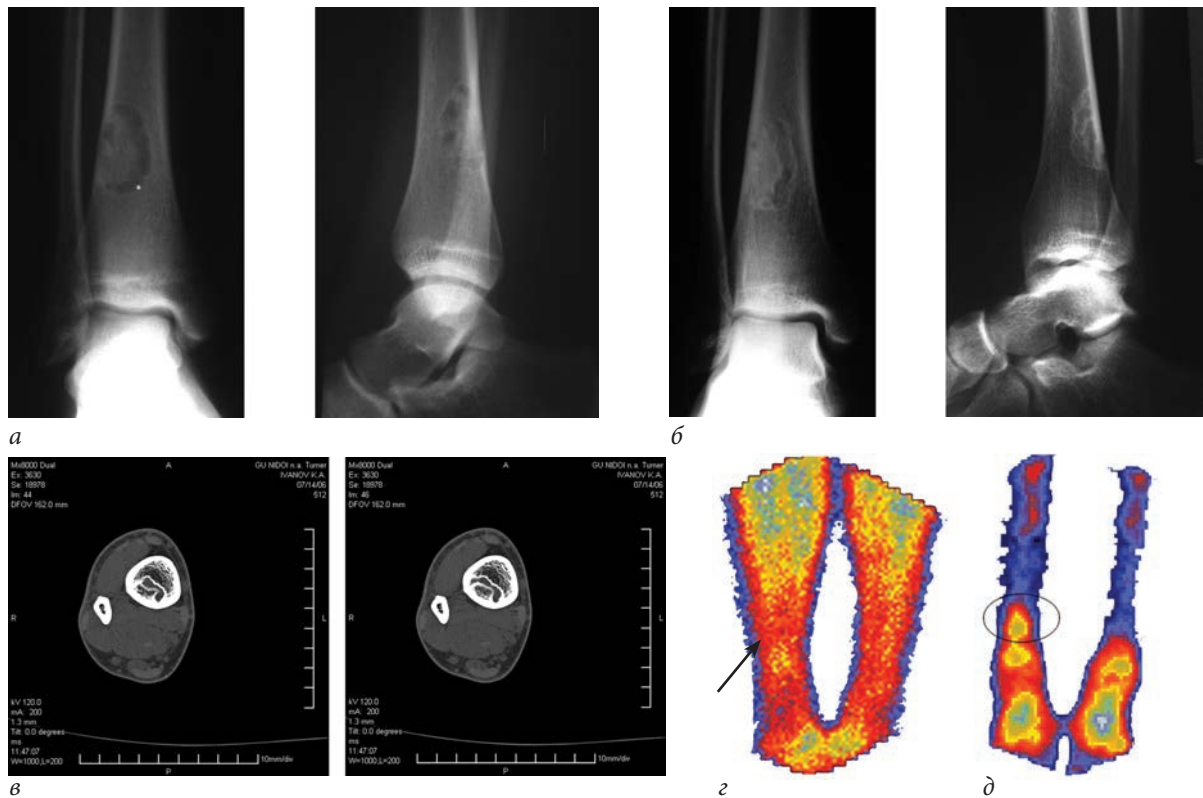 а
б
Mx8000 Dual
Ex: 3630
Se: 18978
Im: 44
DFOV 162.0 mm
A
GU NIDOI n.a. Turner
IVANOV K.A.
07/14/06
512
R
L
kV 120.0
mA: 200
1.3 mm
Tilt: 0.0 degrees
ms
11:47:07
W=1000,L=200
10mm/div
P
Mx8000 Dual
Ex: 3630
Se: 18978
Im: 46
DFOV 162.0 mm
A
GU NIDOI n.a. Turner
IVANOV K.A.
07/14/06
512
R
L
kV 120.0
mA: 200
1.3 mm
Tilt: 0.0 degrees
ms
11:47:07
W=1000,L=200
10mm/div
P
в
г
д